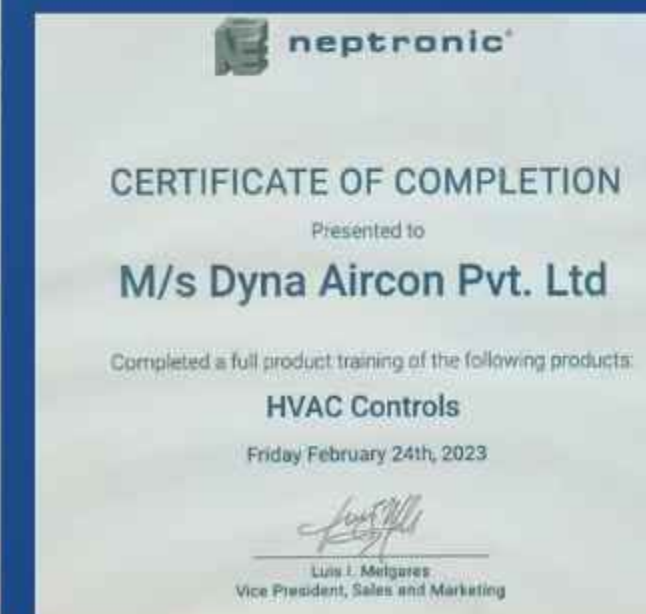 neptronic®
CERTIFICATE OF COMPLETION
Presented to
M/s Dyna Aircon Pvt. Ltd
Completed a full product training of the following products:
HVAC Controls
Friday February 24th, 2023
Luis I. Melgares
Vice President, Sales and Marketing